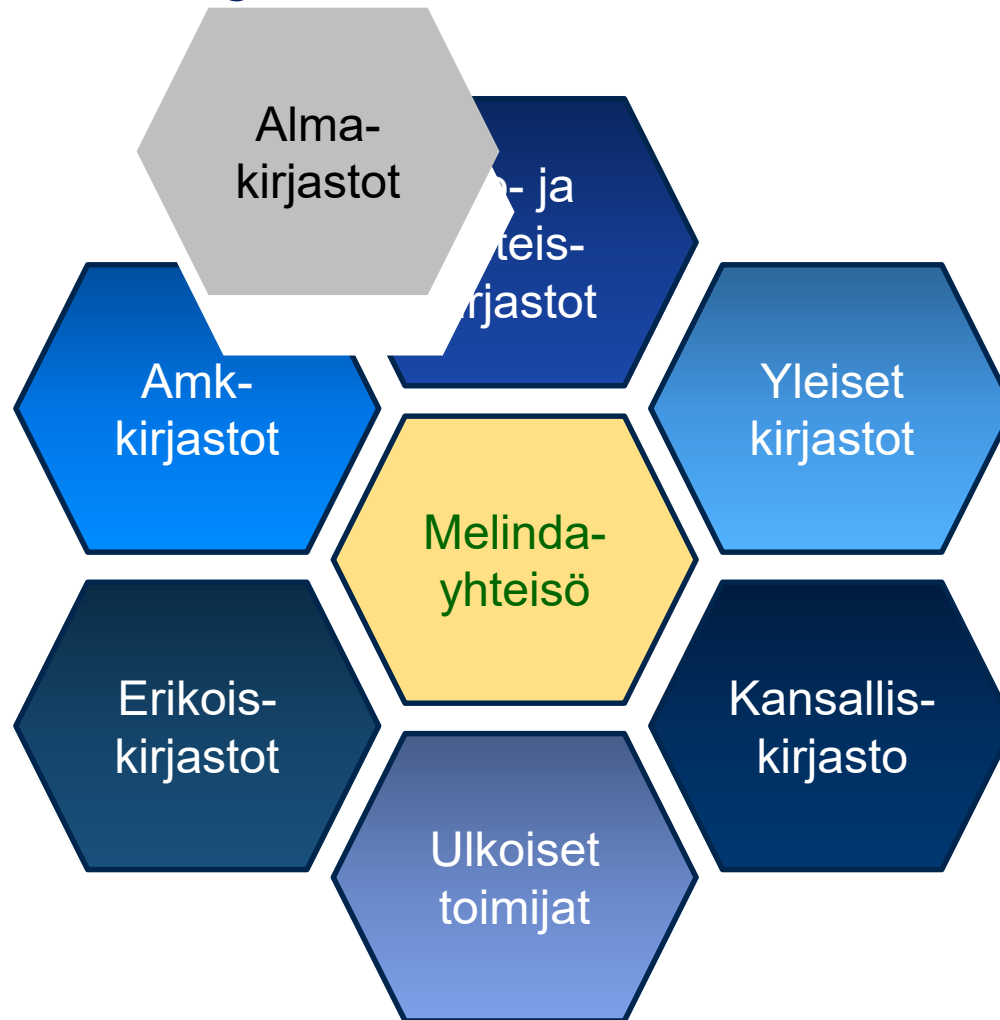 Alma-
kirjastot
- ja
Amk-
kirjastot
Yleiset
kirjastot
Melinda-
yhteisö
Erikois-
kirjastot
Kansallis-
kirjasto
Ulkoiset
toimijat